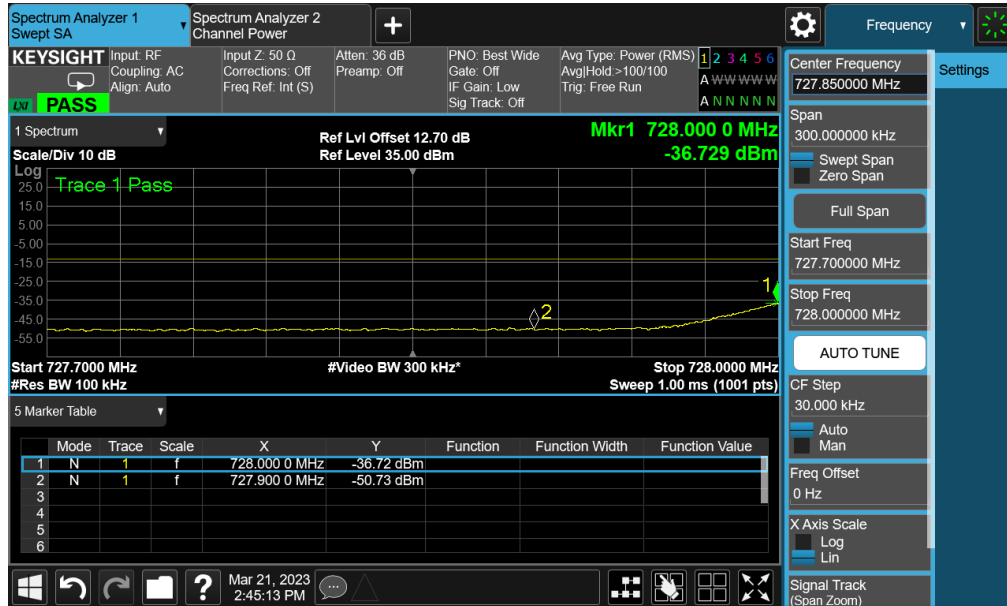 Spectrum Analyzer 1
Swept SA
Spectrum Analyzer 2
Channel Power
Frequency
KEYSIGHT
Input: RF
Coupling: AC
Align: Auto
Input Z: 50 Ω
Corrections: Off
Freq Ref: Int (S)
Atten: 36 dB
Preamp: Off
PNO: Best Wide
Gate: Off
IF Gain: Low
Sig Track: Off
Avg Type: Power (RMS)
Avg|Hold:>100/100
Trig: Free Run
1 2 3 4 5 6
A W W W W W
A N N N N N
LXI
PASS
1 Spectrum
Scale/Div 10 dB
Ref Lvl Offset 12.70 dB
Ref Level 35.00 dBm
Mkr1 728.000 0 MHz
-36.729 dBm
Log
Trace 1 Pass
25.0
15.0
5.00
-5.00
-15.0
-25.0
-35.0
-45.0
-55.0
1
2
Start 727.7000 MHz
#Res BW 100 kHz
#Video BW 300 kHz*
Stop 728.0000 MHz
Sweep 1.00 ms (1001 pts)
5 Marker Table
Mode Trace Scale X Y Function Function Width Function Value
1 N 1 f 728.000 0 MHz -36.72 dBm
2 N 1 f 727.900 0 MHz -50.73 dBm
3
4
5
6
Mar 21, 2023
2:45:13 PM
Center Frequency
727.850000 MHz
Settings
Span
300.000000 kHz
Swept Span
Zero Span
Full Span
Start Freq
727.700000 MHz
Stop Freq
728.000000 MHz
AUTO TUNE
CF Step
30.000 kHz
Auto
Man
Freq Offset
0 Hz
X Axis Scale
Log
Lin
Signal Track
(Span Zoom)